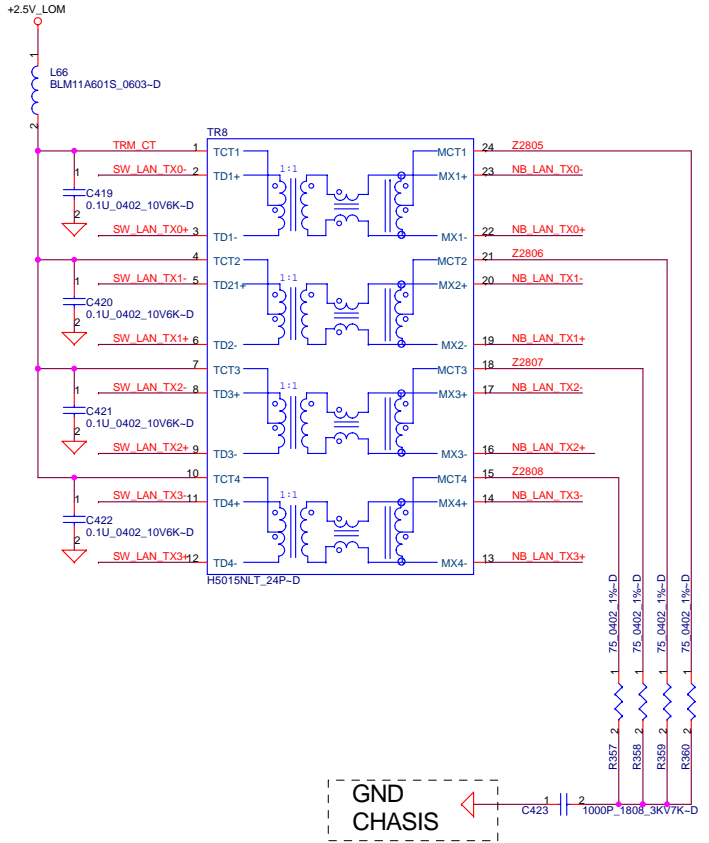 +2.5V_LOM
1
L66
BLM11A601S_0603~D
2
TR8
TRM_CT 1 TCT1 MCT1 24 Z2805
1:1
SW_LAN_TX0- 2 TD1+ MX1+ 23 NB_LAN_TX0-
1
C419
0.1U_0402_10V6K~D
2
SW_LAN_TX0+ 3 TD1- MX1- 22 NB_LAN_TX0+
4 TCT2 MCT2 21 Z2806
1:1
SW_LAN_TX1- 5 TD21+ MX2+ 20 NB_LAN_TX1-
1
C420
0.1U_0402_10V6K~D
2
SW_LAN_TX1+ 6 TD2- MX2- 19 NB_LAN_TX1+
7 TCT3 MCT3 18 Z2807
1:1
SW_LAN_TX2- 8 TD3+ MX3+ 17 NB_LAN_TX2-
1
C421
0.1U_0402_10V6K~D
2
SW_LAN_TX2+ 9 TD3- MX3- 16 NB_LAN_TX2+
10 TCT4 MCT4 15 Z2808
1:1
SW_LAN_TX3- 11 TD4+ MX4+ 14 NB_LAN_TX3-
1
C422
0.1U_0402_10V6K~D
2
SW_LAN_TX3+ 12 TD4- MX4- 13 NB_LAN_TX3+
H5015NLT_24P~D
75_0402_1%~D 75_0402_1%~D 75_0402_1%~D 75_0402_1%~D
1 1 1 1
2 2 2 2
R357 R358 R359 R360
GND
CHASIS
1 2
C423 1000P_1808_3KV7K~D